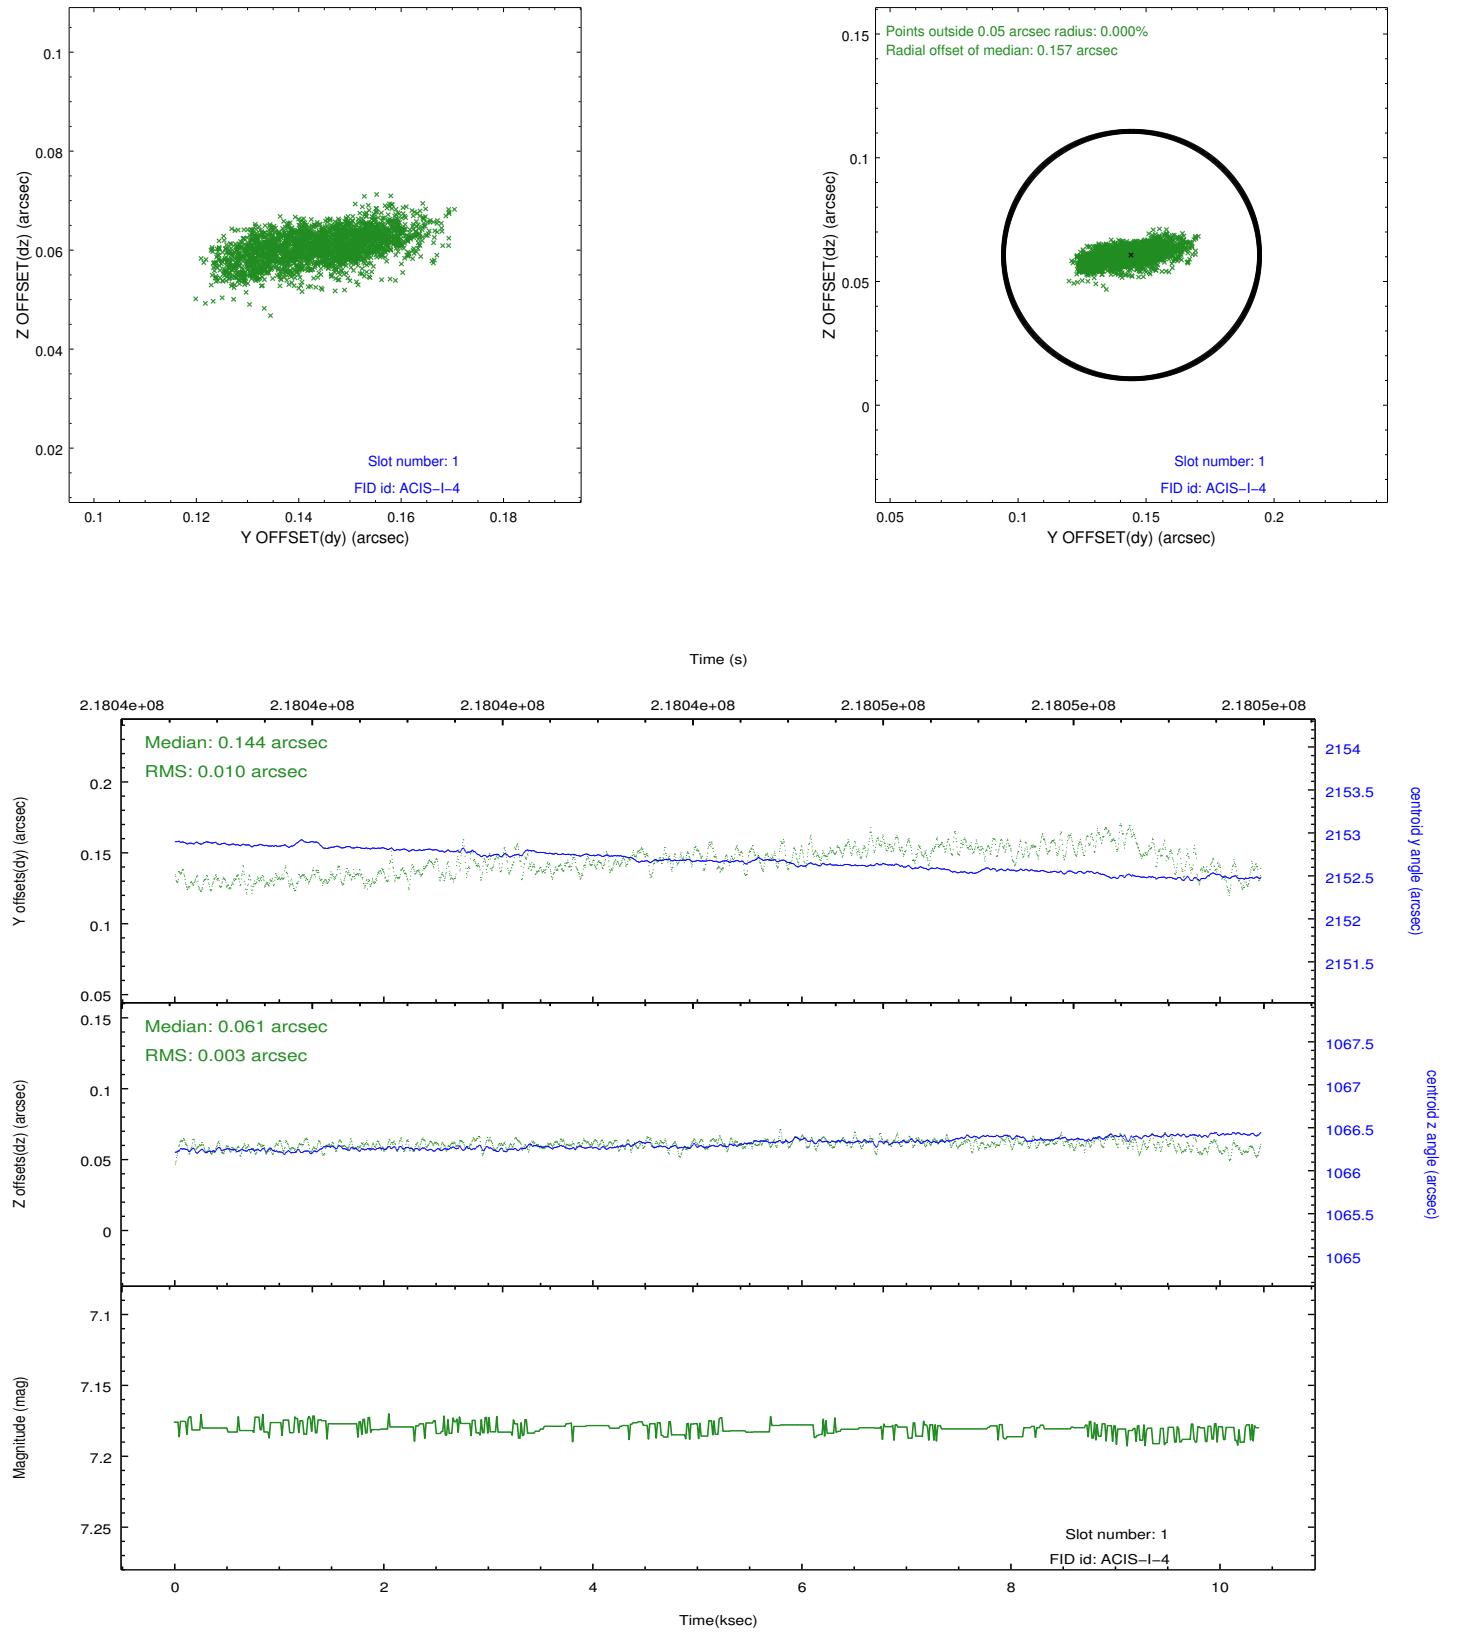 0.1
0.08
0.06
0.04
0.02
Z OFFSET(dz) (arcsec)
0.1 0.12 0.14 0.16 0.18
Y OFFSET(dy) (arcsec)
Slot number: 1
FID id: ACIS−I−4
Points outside 0.05 arcsec radius: 0.000%
Radial offset of median: 0.157 arcsec
0.15
0.1
0.05
0
Z OFFSET(dz) (arcsec)
0.05 0.1 0.15 0.2
Y OFFSET(dy) (arcsec)
Slot number: 1
FID id: ACIS−I−4
Time (s)
2.1804e+08 2.1804e+08 2.1804e+08 2.1804e+08 2.1805e+08 2.1805e+08 2.1805e+08
Median: 0.144 arcsec
RMS: 0.010 arcsec
0.2
0.15
0.1
0.05
Y offsets(dy) (arcsec)
2154
2153.5
2153
2152.5
2152
2151.5
centroid y angle (arcsec)
Median: 0.061 arcsec
RMS: 0.003 arcsec
0.15
0.1
0.05
0
Z offsets(dz) (arcsec)
1067.5
1067
1066.5
1066
1065.5
1065
centroid z angle (arcsec)
7.1
7.15
7.2
7.25
Magnitude (mag)
Slot number: 1
FID id: ACIS−I−4
0 2 4 6 8 10
Time(ksec)